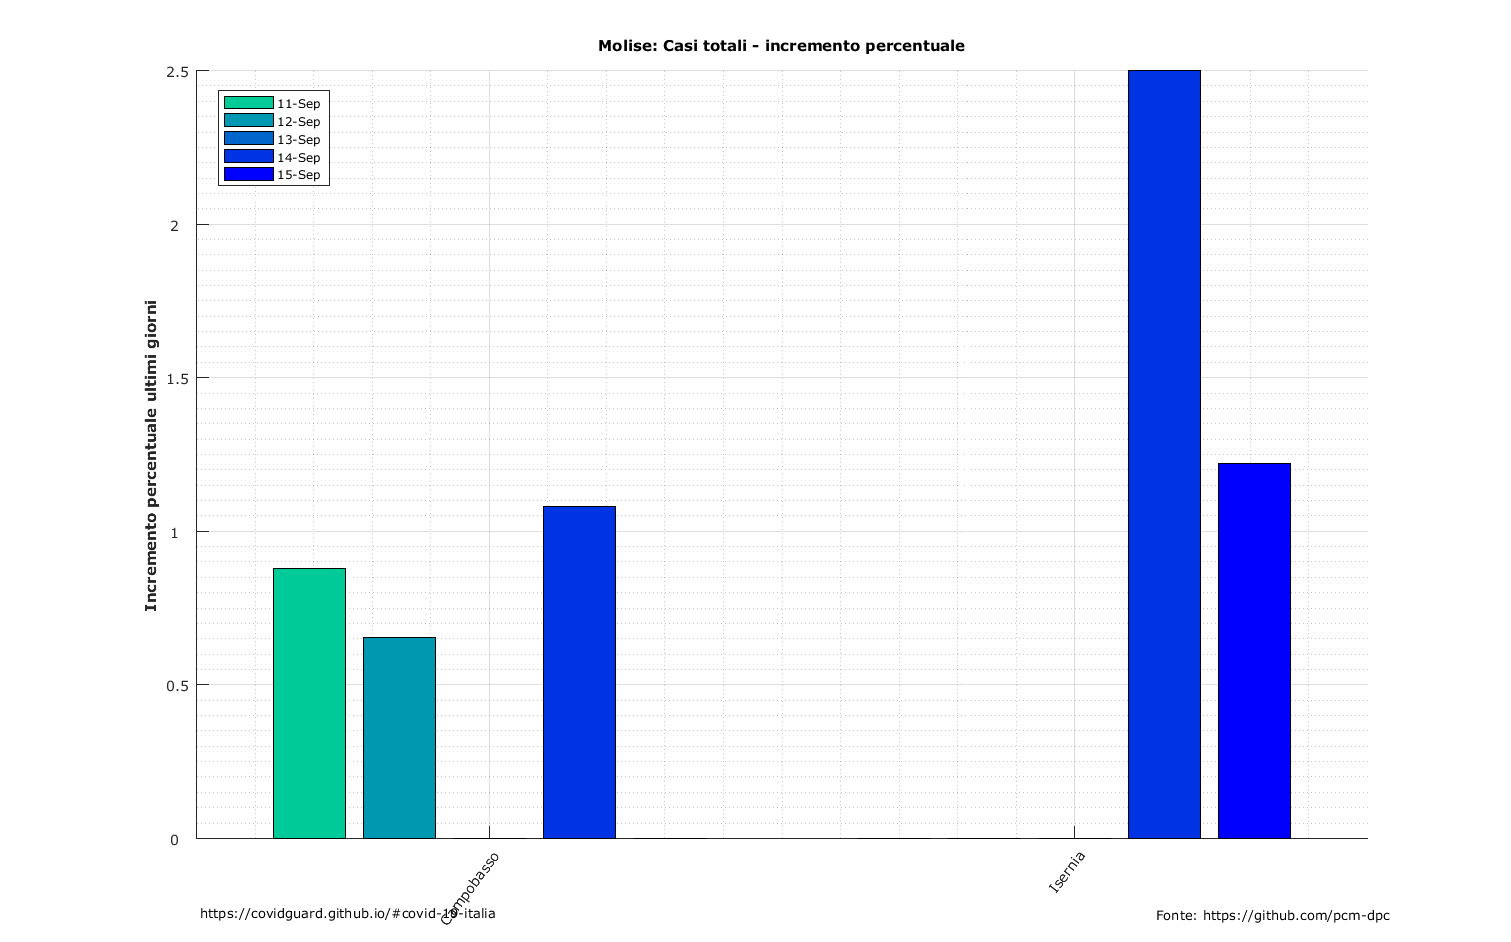 Molise: Casi totali - incremento percentuale
2.5
2
1.5
1
0.5
0
Incremento percentuale ultimi giorni
11-Sep
12-Sep
13-Sep
14-Sep
15-Sep
Campobasso
Isernia
https://covidguard.github.io/#covid-19-italia
Fonte: https://github.com/pcm-dpc